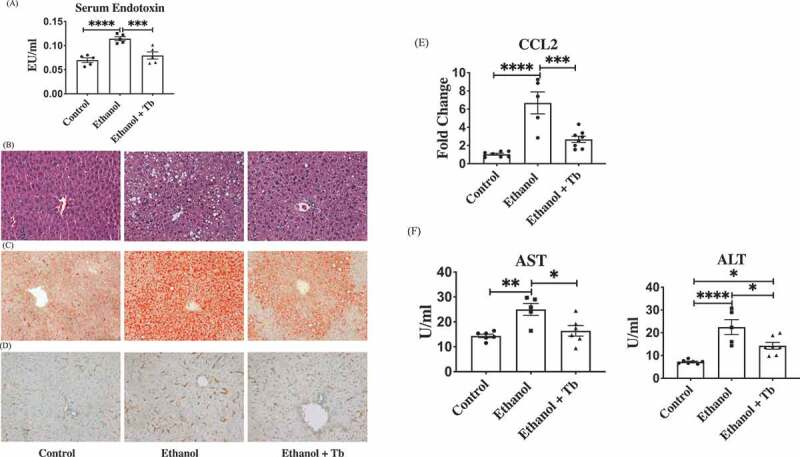 (A)
Serum Endotoxin
**** ***
EU/ml
0.15
0.10
0.05
0.00
Control
Ethanol
Ethanol + Tb
(B)
(C)
(D)
Control Ethanol Ethanol + Tb
(E)
CCL2
**** ***
Fold Change
10
8
6
4
2
0
Control
Ethanol
Ethanol + Tb
(F)
AST
** *
U/ml
40
30
20
10
0
Control
Ethanol
Ethanol + Tb
ALT
*
**** *
U/ml
40
30
20
10
0
Control
Ethanol
Ethanol + Tb